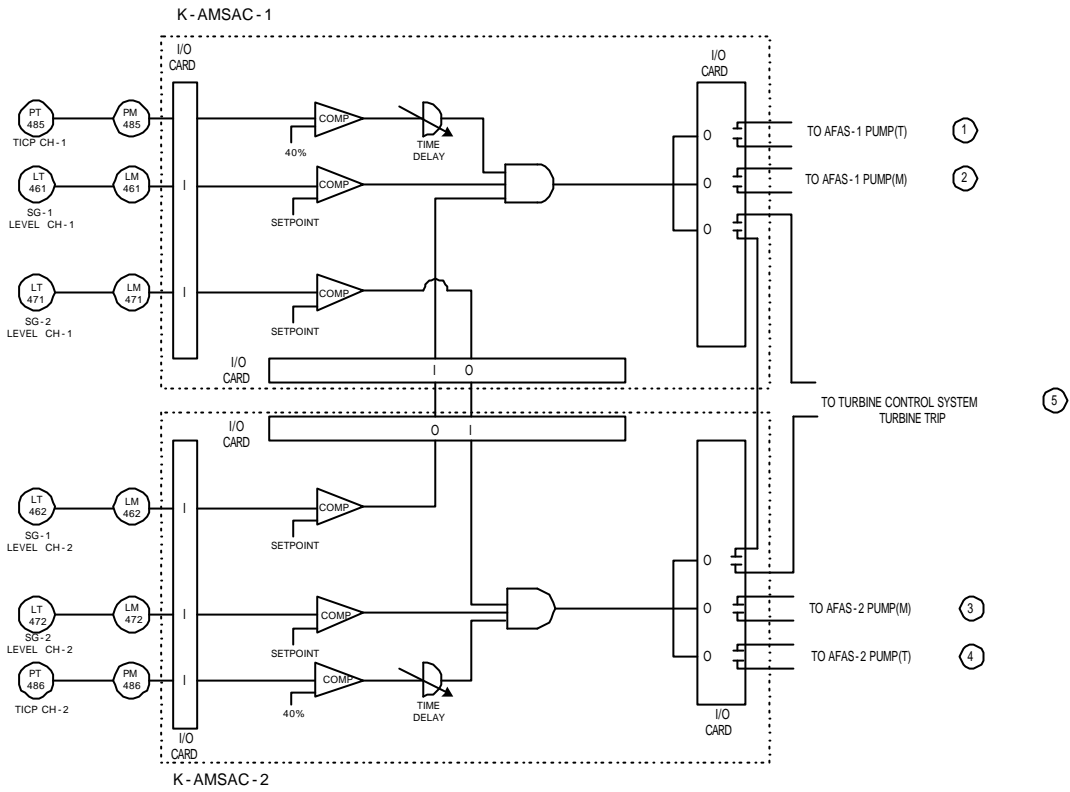 K-AMSAC-1
I/O
CARD
I/O
CARD
PT
485
TICP CH-1
PM
485
COMP
40%
TIME
DELAY
O
TO AFAS-1 PUMP(T)
1
LT
461
SG-1
LEVEL CH-1
LM
461
I
COMP
SETPOINT
O
TO AFAS-1 PUMP(M)
2
O
LT
471
SG-2
LEVEL CH-1
LM
471
I
COMP
SETPOINT
I/O
CARD
I O
TO TURBINE CONTROL SYSTEM
TURBINE TRIP
5
I/O
CARD
O I
LT
462
SG-1
LEVEL CH-2
LM
462
I
COMP
SETPOINT
O
LT
472
SG-2
LEVEL CH-2
LM
472
I
COMP
SETPOINT
O
TO AFAS-2 PUMP(M)
3
PT
486
TICP CH-2
PM
486
I
COMP
40%
TIME
DELAY
O
TO AFAS-2 PUMP(T)
4
I/O
CARD
I/O
CARD
K-AMSAC-2